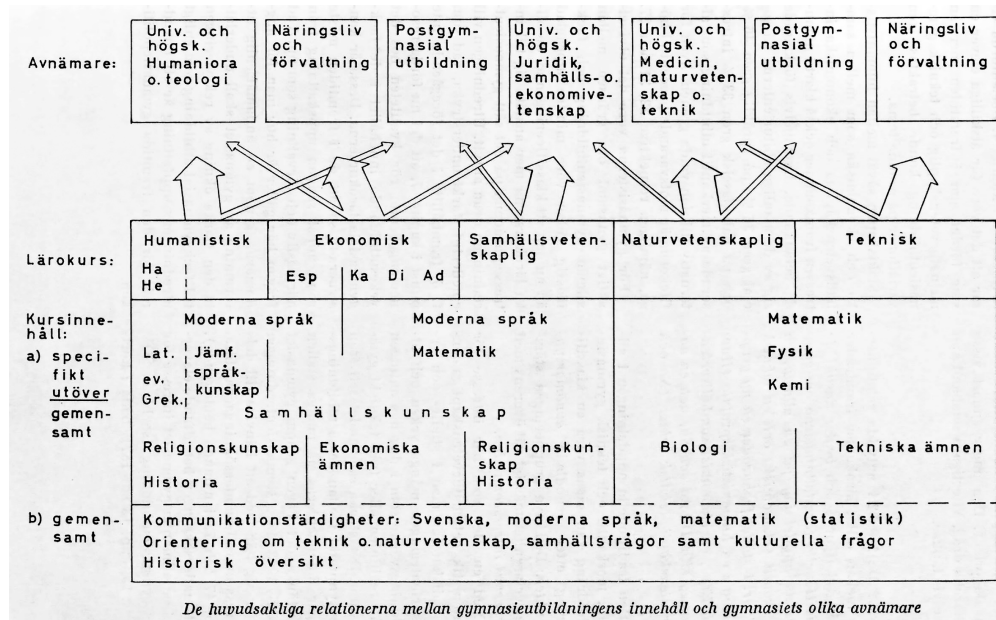 Avnämare:
Univ. och
högsk.
Humaniora
o. teologi
Näringsliv
och
förvaltning
Postgym-
nasial
utbildning
Univ. och
högsk.
Juridik,
samhälls- o.
ekonomive-
tenskap
Univ. och
högsk.
Medicin,
naturveten-
skap o.
teknik
Postgym-
nasial
utbildning
Näringsliv
och
förvaltning
Lärokurs:
Humanistisk
Ha
He
Ekonomisk
Esp Ka Di Ad
Samhällsveten-
skaplig
Naturvetenskaplig
Teknisk
Kursinne-
håll:
a) speci-
fikt
utöver
gemen-
samt
Moderna språk
Moderna språk
Matematik
Lat.
ev.
Grek.
Jämf.
språk-
kunskap
Matematik
Fysik
Kemi
Samhällskunskap
Religionskunskap
Historia
Ekonomiska
ämnen
Religionskun-
skap
Historia
Biologi
Tekniska ämnen
b) gemen-
samt
Kommunikationsfärdigheter: Svenska, moderna språk, matematik (statistik)
Orientering om teknik o. naturvetenskap, samhällsfrågor samt kulturella frågor
Historisk översikt
De huvudsakliga relationerna mellan gymnasieutbildningens innehåll och gymnasiets olika avnämare